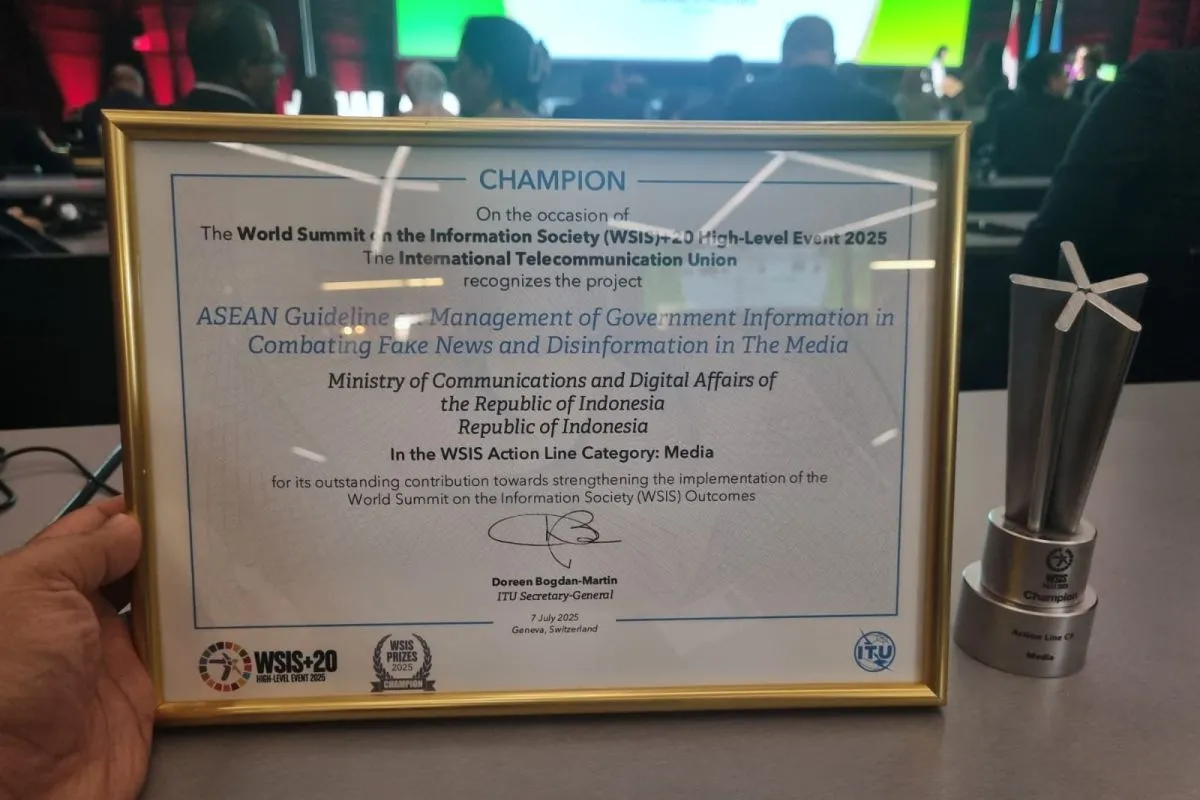 CHAMPION
On the occasion of
The World Summit on the Information Society (WSIS)+20 High-Level Event 2025
The International Telecommunication Union
recognizes the project
ASEAN Guideline Management of Government Information in
Combating Fake News and Disinformation in The Media
Ministry of Communications and Digital Affairs of
the Republic of Indonesia
Republic of Indonesia
In the WSIS Action Line Category: Media
for its outstanding contribution towards strengthening the implementation of the
World Summit on the Information Society (WSIS) Outcomes
Doreen Bogdan-Martin
ITU Secretary-General
7 July 2025
Geneva, Switzerland
WSIS+20
HIGH-LEVEL EVENT 2025
WSIS
PRIZES
2025
CHAMPION
ITU
WSIS
Champion
Action Line
Media